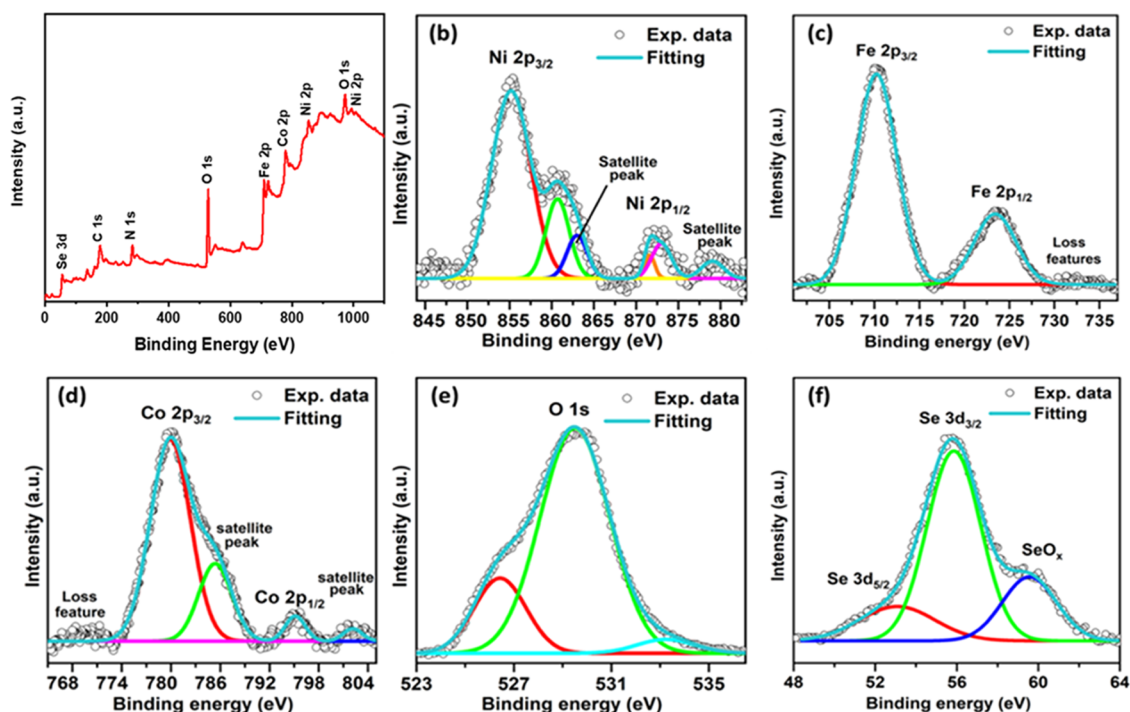 Intensity (a.u.)
Se 3d
C 1s
N 1s
O 1s
Fe 2p
Co 2p
Ni 2p
O 1s
Ni 2p
0 200 400 600 800 1000
Binding Energy (eV)
(b)
Exp. data
Fitting
Ni 2p3/2
Satellite
peak
Ni 2p1/2
Satellite
peak
Intensity (a.u.)
845 850 855 860 865 870 875 880
Binding energy (eV)
(c)
Exp. data
Fitting
Fe 2p3/2
Fe 2p1/2
Loss
features
Intensity (a.u.)
705 710 715 720 725 730 735
Binding energy (eV)
(d)
Exp. data
Fitting
Co 2p3/2
satellite
peak
Loss
feature
Co 2p1/2
satellite
peak
Intensity (a.u.)
768 774 780 786 792 798 804
Binding energy (eV)
(e)
Exp. data
Fitting
O 1s
Intensity (a.u.)
523 527 531 535
Binding energy (eV)
(f)
Exp. data
Fitting
Se 3d3/2
Se 3d5/2
SeOx
Intensity (a.u.)
48 52 56 60 64
Binding energy (eV)